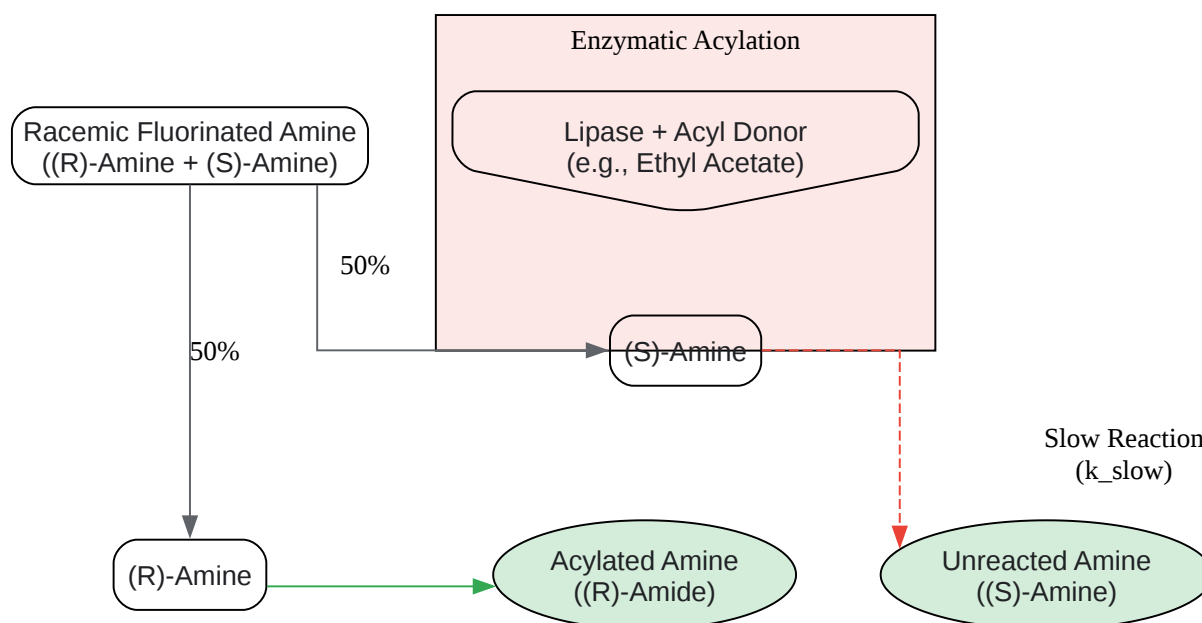 Enzymatic Acylation
Racemic Fluorinated Amine
((R)-Amine + (S)-Amine)
Lipase + Acyl Donor
(e.g., Ethyl Acetate)
50%
50%
(S)-Amine
Slow Reaction
(k_slow)
(R)-Amine
Acylated Amine
((R)-Amide)
Unreacted Amine
((S)-Amine)